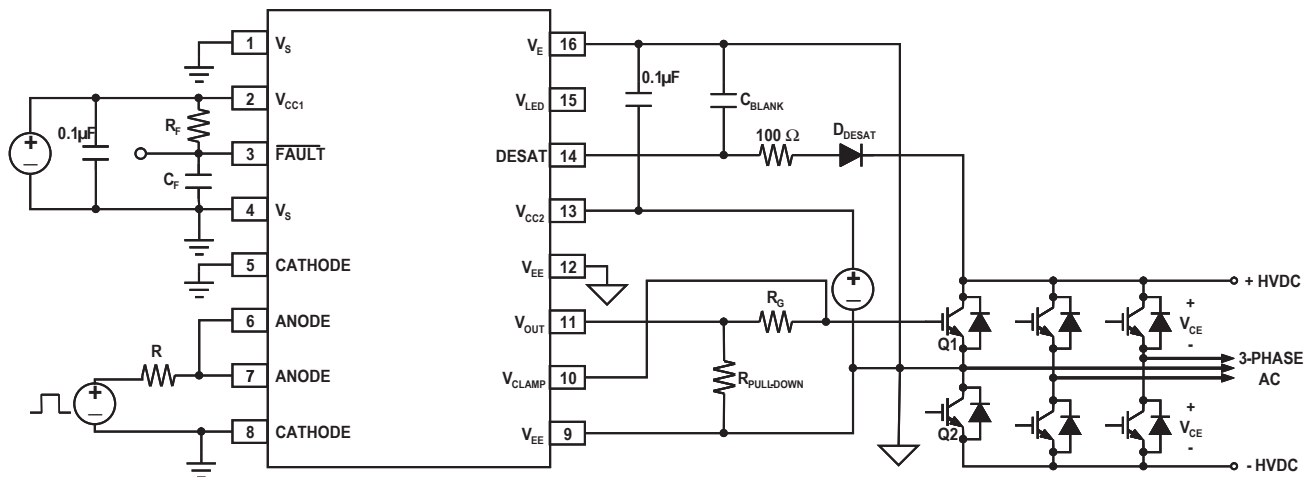 1 V_S
2 V_CC1
3 FAULT
4 V_S
5 CATHODE
6 ANODE
7 ANODE
8 CATHODE
V_E 16
V_LED 15
DESAT 14
V_CC2 13
V_EE 12
V_OUT 11
V_CLAMP 10
V_EE 9
+
−
0.1µF
R_F
C_F
R
+
−
0.1µF
C_BLANK
100 Ω
D_DESAT
+
−
R_G
R_PULL-DOWN
Q1
Q2
+ HVDC
+
V_CE
-
3-PHASE
AC
+
V_CE
-
- HVDC